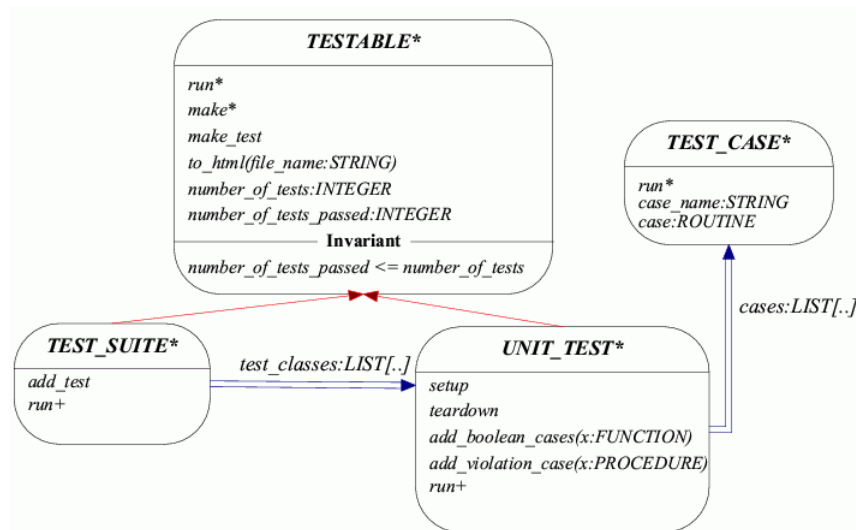 TESTABLE*
run*
make*
make_test
to_html(file_name:STRING)
number_of_tests:INTEGER
number_of_tests_passed:INTEGER
Invariant
number_of_tests_passed <= number_of_tests
TEST_CASE*
run*
case_name:STRING
case:ROUTINE
cases:LIST[..]
TEST_SUITE*
add_test
run+
test_classes:LIST[..]
UNIT_TEST*
setup
teardown
add_boolean_cases(x:FUNCTION)
add_violation_case(x:PROCEDURE)
run+